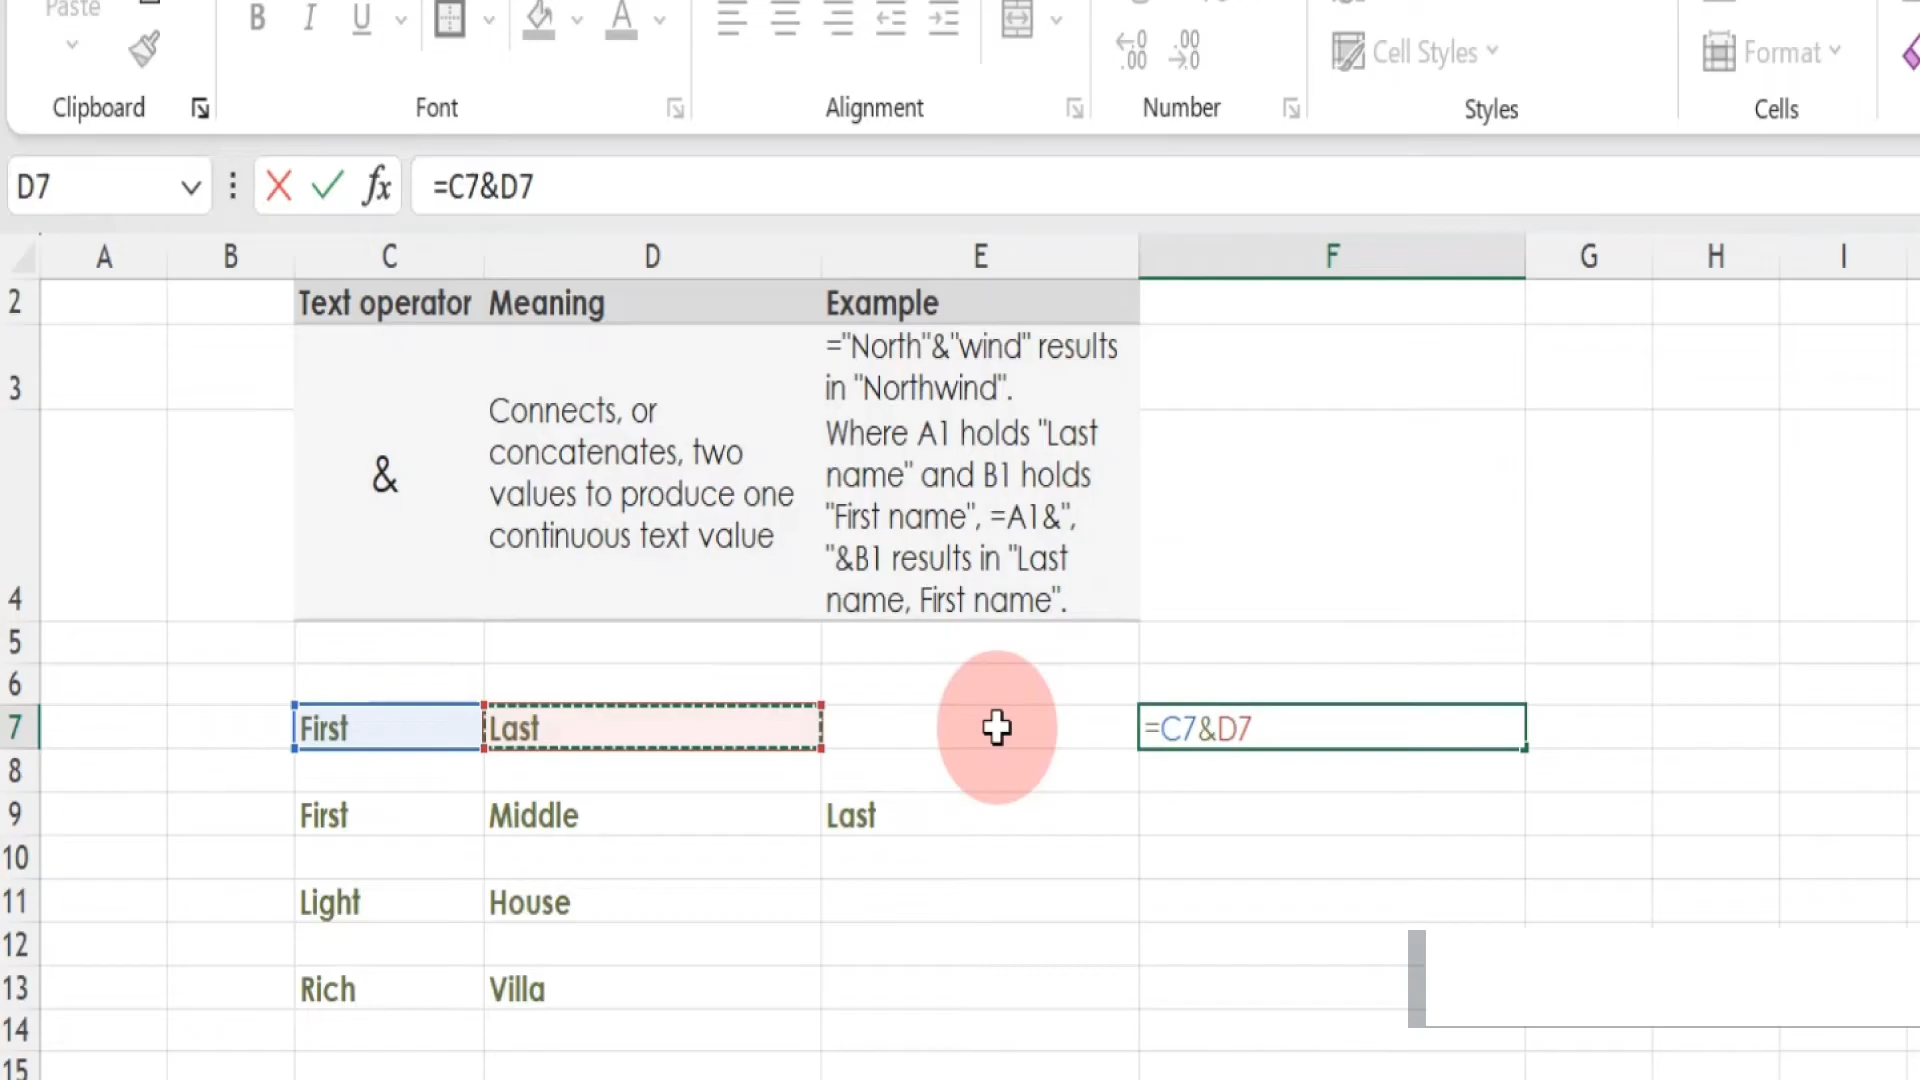 Paste
B I U A
.00 .00
→.0
Cell Styles
Format
Clipboard Font Alignment Number Styles Cells
D7 fx =C7&D7
A B C D E F G H I
2 Text operator Meaning Example
3 ="North"&"wind" results
in "Northwind".
4 & Connects, or
concatenates, two
values to produce one
continuous text value
Where A1 holds "Last
name" and B1 holds
"First name", =A1&",
"&B1 results in "Last
name, First name".
5
6
7 First Last =C7&D7
8
9 First Middle Last
10
11 Light House
12
13 Rich Villa
14
15